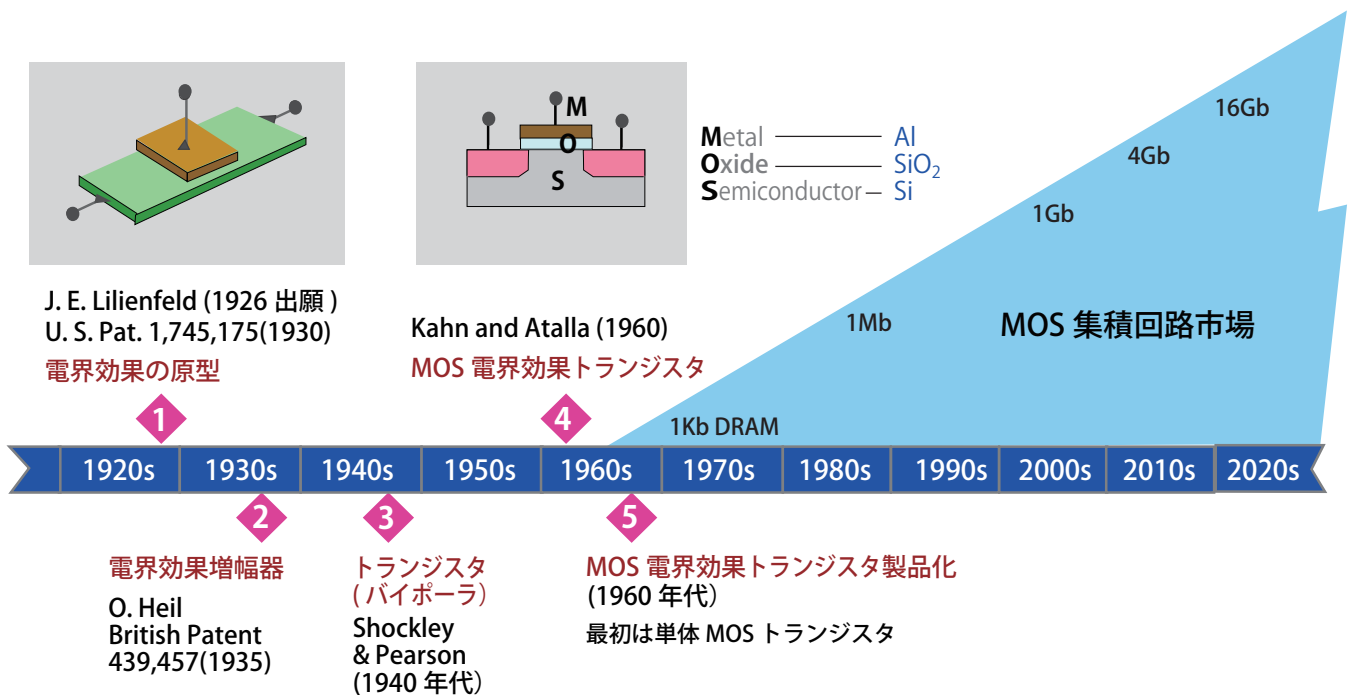 M
O
S
Metal — Al
Oxide — SiO₂
Semiconductor — Si
J. E. Lilienfeld (1926 出願 )
U. S. Pat. 1,745,175(1930)
電界効果の原型
Kahn and Atalla (1960)
MOS 電界効果トランジスタ
16Gb
4Gb
1Gb
1Mb
MOS 集積回路市場
1Kb DRAM
1
4
1920s 1930s 1940s 1950s 1960s 1970s 1980s 1990s 2000s 2010s 2020s
2
電界効果増幅器
O. Heil
British Patent
439,457(1935)
3
トランジスタ
( バイポーラ）
Shockley
& Pearson
(1940 年代）
5
MOS 電界効果トランジスタ製品化
(1960 年代）
最初は単体 MOS トランジスタ